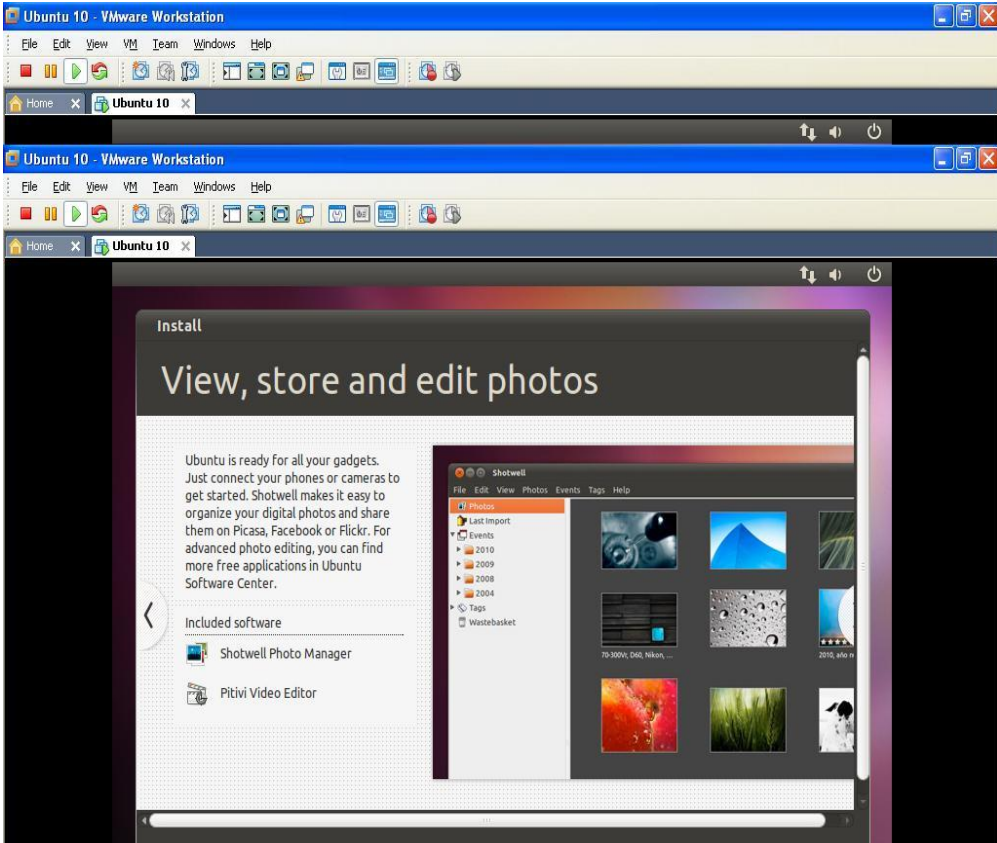 Ubuntu 10 - VMware Workstation
File Edit View VM Team Windows Help
Home Ubuntu 10
Ubuntu 10 - VMware Workstation
File Edit View VM Team Windows Help
Home Ubuntu 10
Install
View, store and edit photos
Ubuntu is ready for all your gadgets.
Just connect your phones or cameras to
get started. Shotwell makes it easy to
organize your digital photos and share
them on Picasa, Facebook or Flickr. For
advanced photo editing, you can find
more free applications in Ubuntu
Software Center.
Included software
Shotwell Photo Manager
Pitivi Video Editor
Shotwell
File Edit View Photos Events Tags Help
Photos
Last Import
Events
2010
2009
2008
2004
Tags
Wastebasket
70-300Vr, D60, Nikon, ...
2010, año